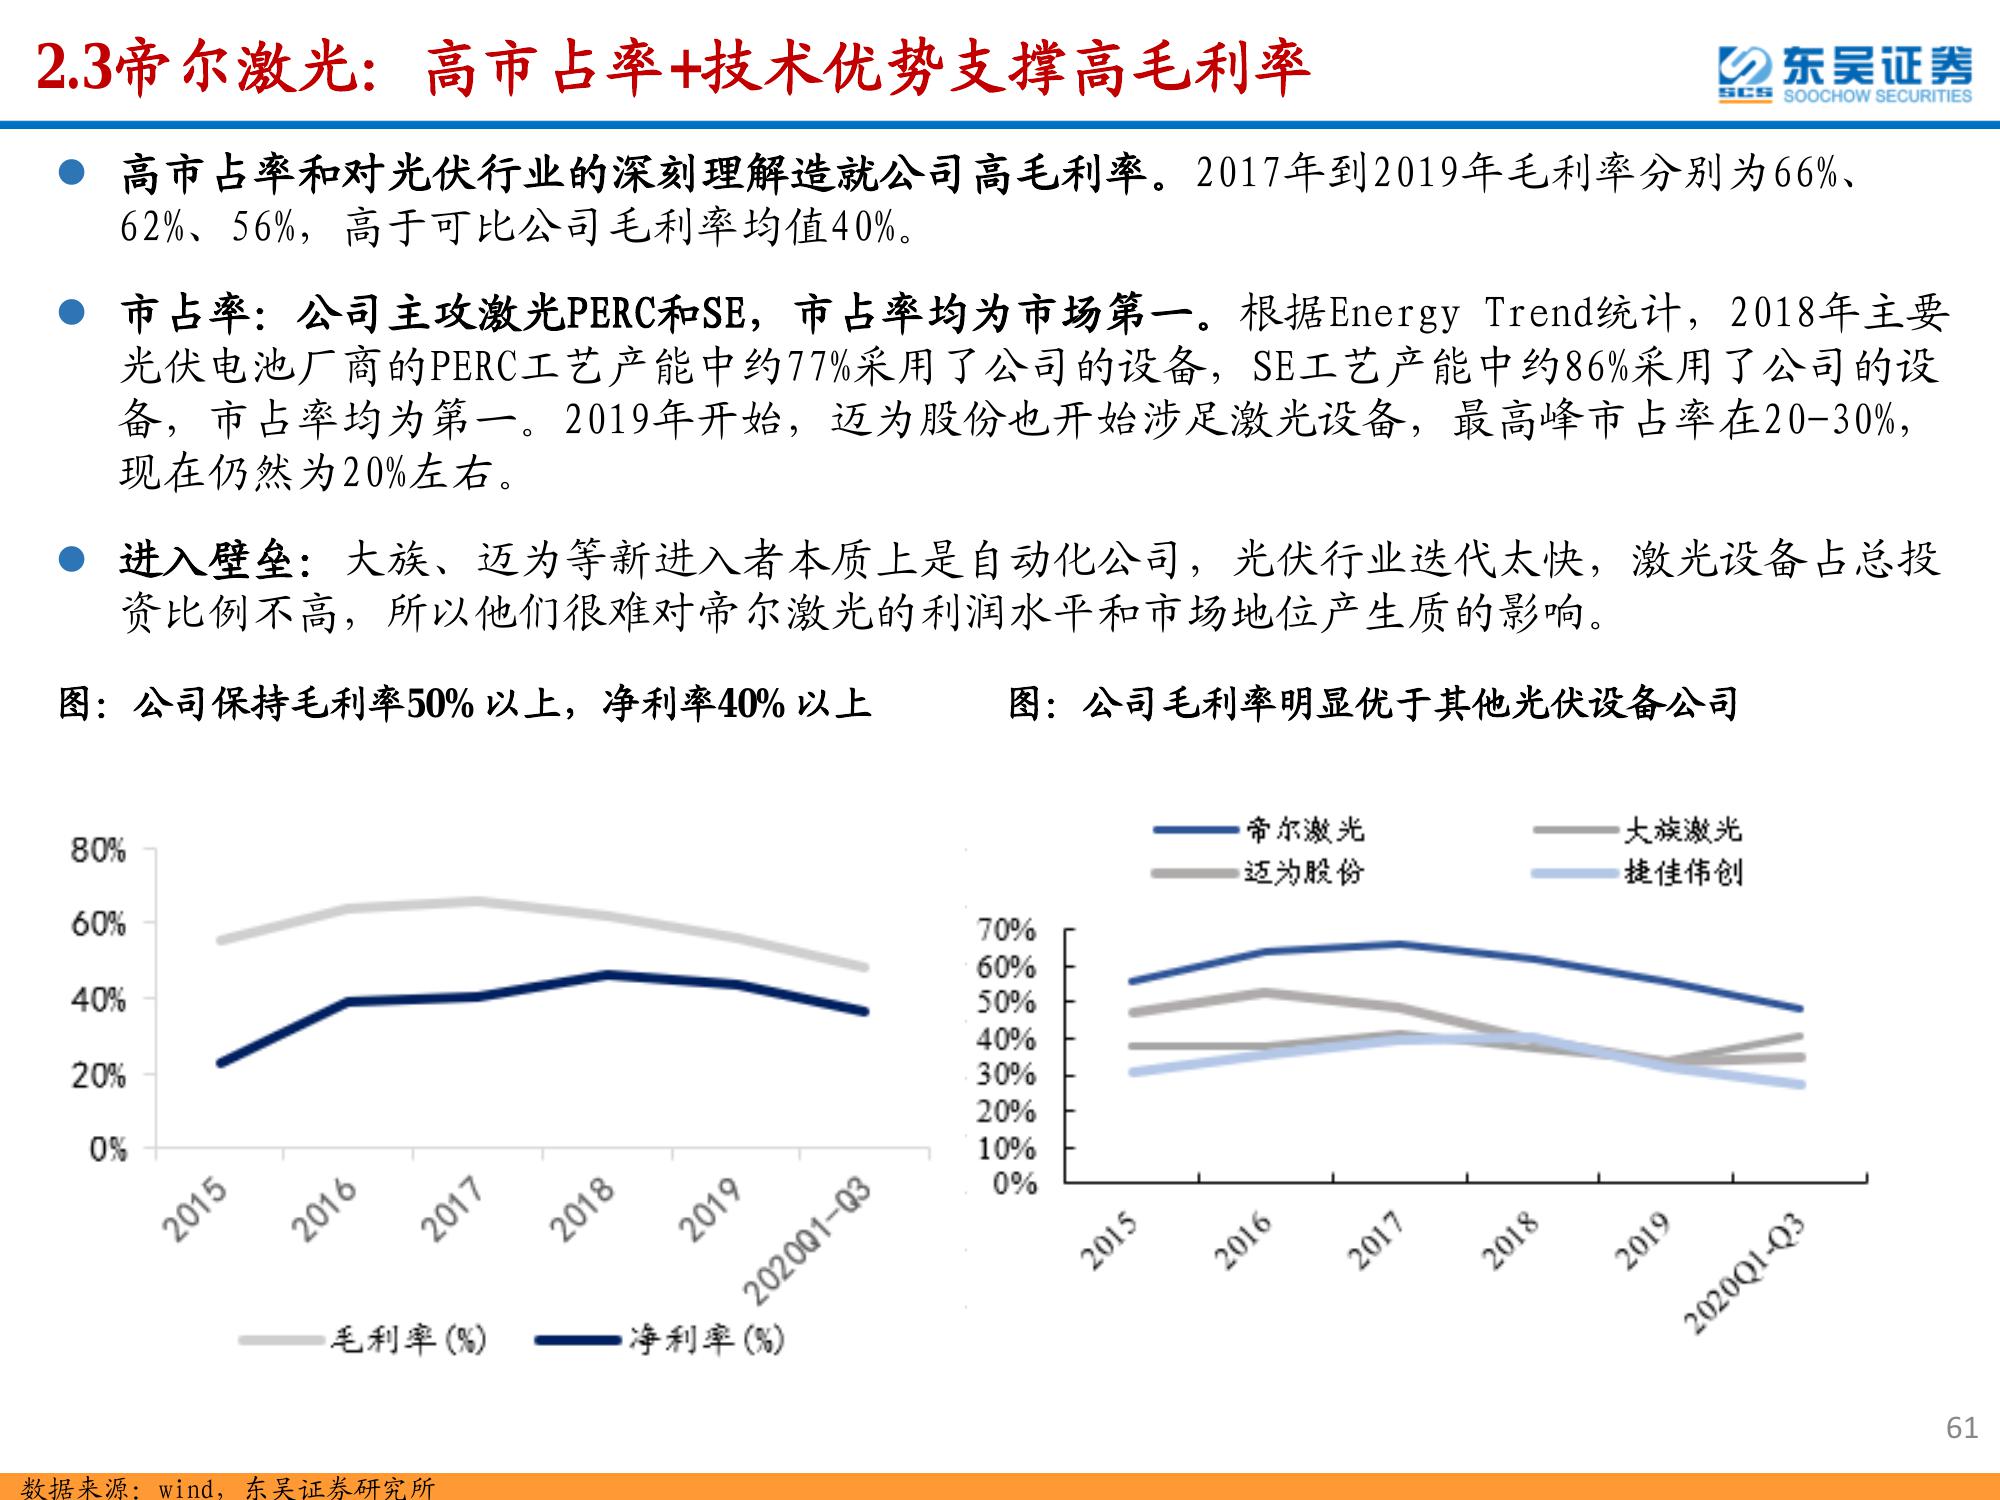 2.3帝尔激光：高市占率+技术优势支撑高毛利率
东吴证券
SCS
SOOCHOW SECURITIES
高市占率和对光伏行业的深刻理解造就公司高毛利率。2017年到2019年毛利率分别为66%、
62%、56%，高于可比公司毛利率均值40%。
市占率：公司主攻激光PERC和SE，市占率均为市场第一。根据Energy Trend统计，2018年主要
光伏电池厂商的PERC工艺产能中约77%采用了公司的设备，SE工艺产能中约86%采用了公司的设
备，市占率均为第一。2019年开始，迈为股份也开始涉足激光设备，最高峰市占率在20-30%，
现在仍然为20%左右。
进入壁垒：大族、迈为等新进入者本质上是自动化公司，光伏行业迭代太快，激光设备占总投
资比例不高，所以他们很难对帝尔激光的利润水平和市场地位产生质的影响。
图：公司保持毛利率50%以上，净利率40%以上
80%
60%
40%
20%
0%
2015
2016
2017
2018
2019
2020Q1-Q3
毛利率(%)
净利率(%)
图：公司毛利率明显优于其他光伏设备公司
帝尔激光
大族激光
迈为股份
捷佳伟创
70%
60%
50%
40%
30%
20%
10%
0%
2015
2016
2017
2018
2019
2020Q1-Q3
61
数据来源：wind，东吴证券研究所